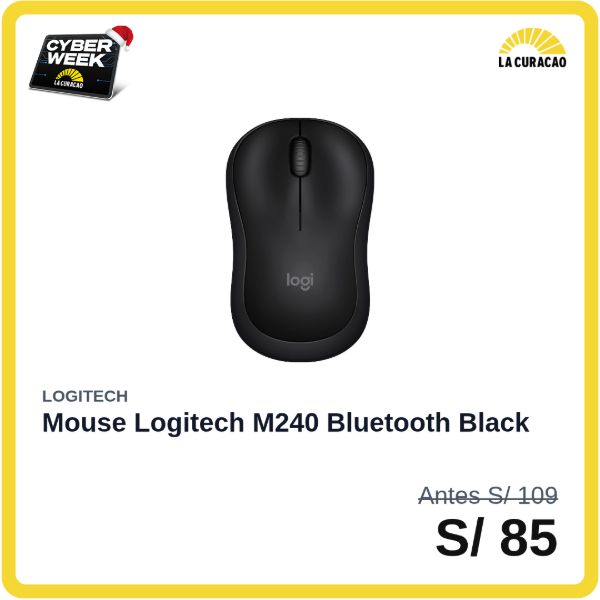 CYBER
WEEK
LA CURACAO
LA CURACAO
logi
LOGITECH
Mouse Logitech M240 Bluetooth Black
Antes S/ 109
S/ 85